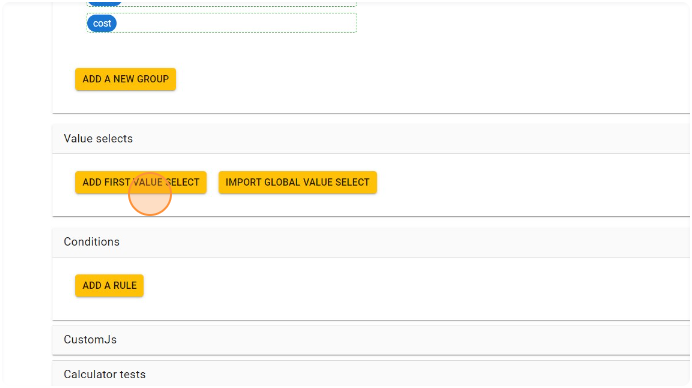 cost
ADD A NEW GROUP
Value selects
ADD FIRST VALUE SELECT IMPORT GLOBAL VALUE SELECT
Conditions
ADD A RULE
CustomJs
Calculator tests